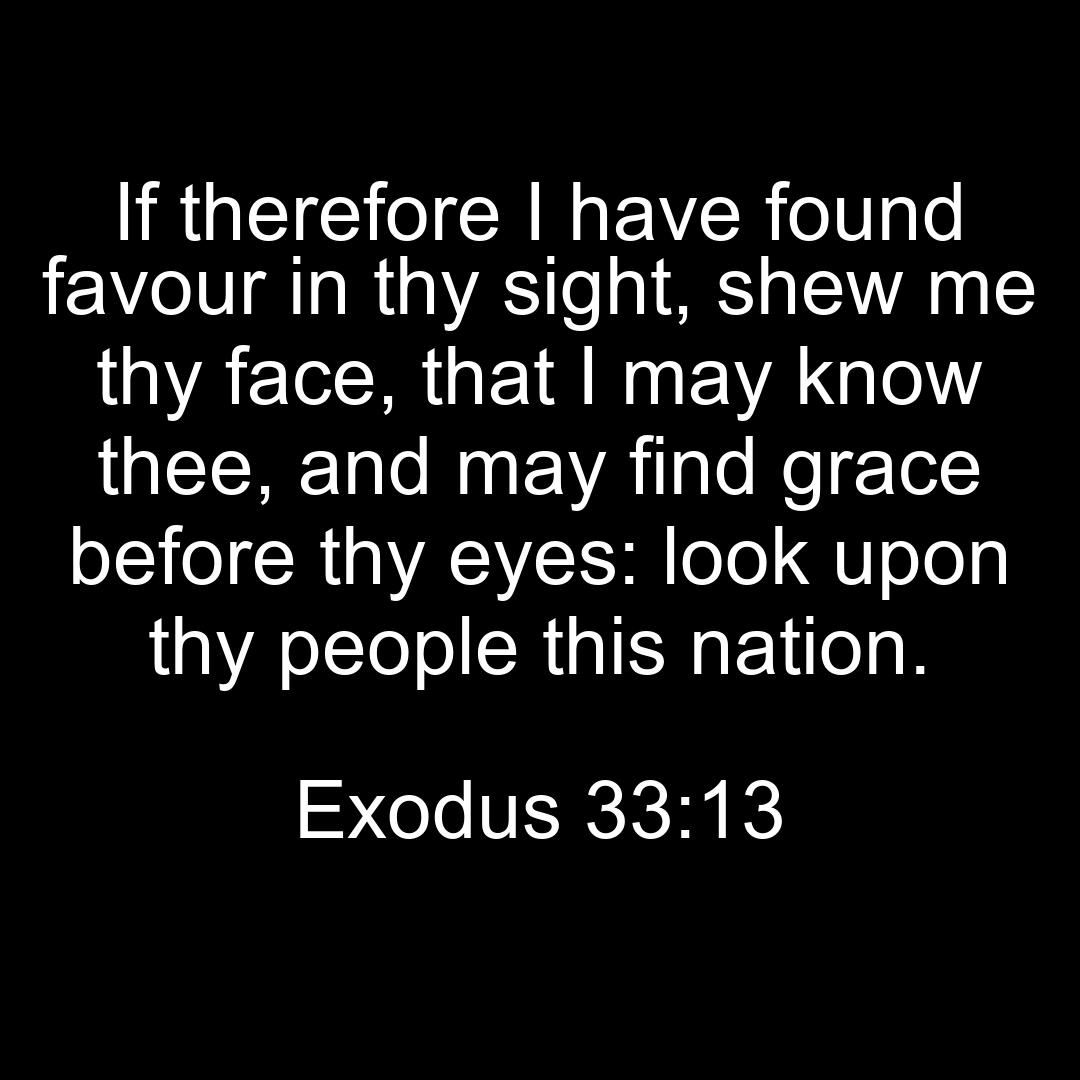 If therefore I have found
favour in thy sight, shew me
thy face, that I may know
thee, and may find grace
before thy eyes: look upon
thy people this nation.
Exodus 33:13